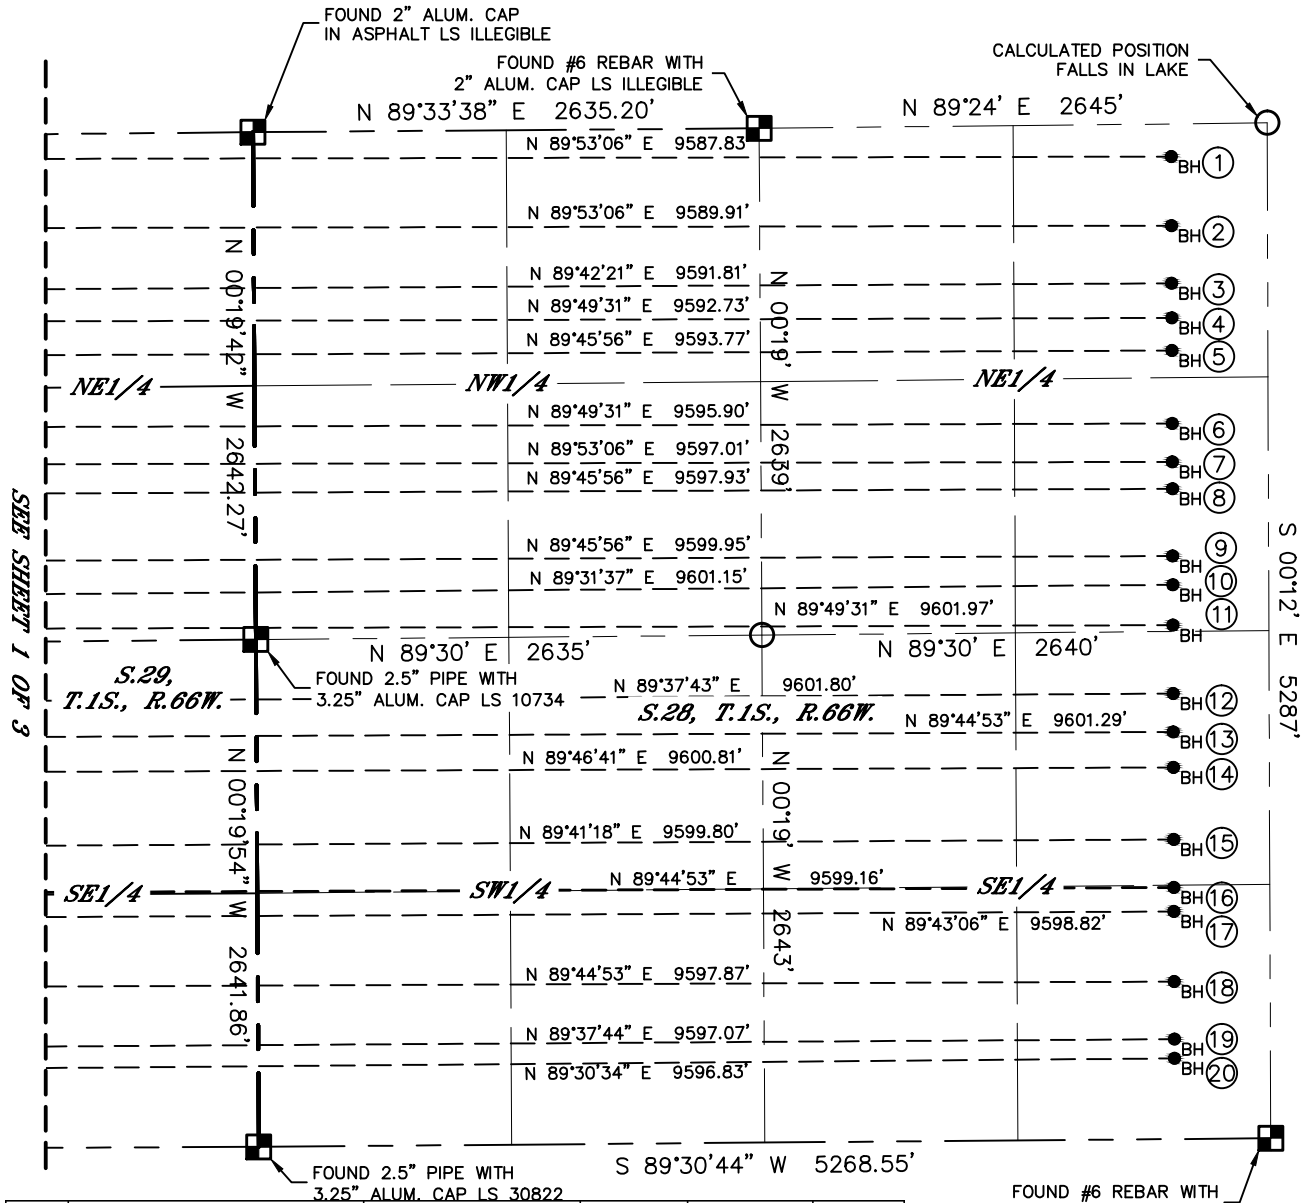 FOUND 2" ALUM. CAP
IN ASPHALT LS ILLEGIBLE
FOUND #6 REBAR WITH
2" ALUM. CAP LS ILLEGIBLE
CALCULATED POSITION
FALLS IN LAKE
N 89°33'38" E 2635.20'
N 89°24' E 2645'
N 89°53'06" E 9587.83'
BH 1
N 89°53'06" E 9589.91'
BH 2
N 89°42'21" E 9591.81'
BH 3
N 89°49'31" E 9592.73'
BH 4
N 89°45'56" E 9593.77'
BH 5
N 00°19'42" W 2642.27'
N 00°19' W 2639'
NE1/4
NW1/4
NE1/4
N 89°49'31" E 9595.90'
BH 6
N 89°53'06" E 9597.01'
BH 7
N 89°45'56" E 9597.93'
BH 8
SEE SHEET 1 OF 3
S 00°12' E 5287'
N 89°45'56" E 9599.95'
BH 9
N 89°31'37" E 9601.15'
BH 10
N 89°49'31" E 9601.97'
BH 11
N 89°30' E 2635'
N 89°30' E 2640'
FOUND 2.5" PIPE WITH
3.25" ALUM. CAP LS 10734
S.29,
T.1S., R.66W.
N 89°37'43" E 9601.80'
BH 12
S.28, T.1S., R.66W.
N 89°44'53" E 9601.29'
BH 13
N 89°46'41" E 9600.81'
BH 14
N 00°19'54" W 2641.86'
N 00°19' W 2643'
N 89°41'18" E 9599.80'
BH 15
SE1/4
SW1/4
N 89°44'53" E 9599.16'
SE1/4
BH 16
N 89°43'06" E 9598.82'
BH 17
N 89°44'53" E 9597.87'
BH 18
N 89°37'44" E 9597.07'
BH 19
N 89°30'34" E 9596.83'
BH 20
S 89°30'44" W 5268.55'
FOUND 2.5" PIPE WITH
3.25" ALUM. CAP LS 30822
FOUND #6 REBAR WITH